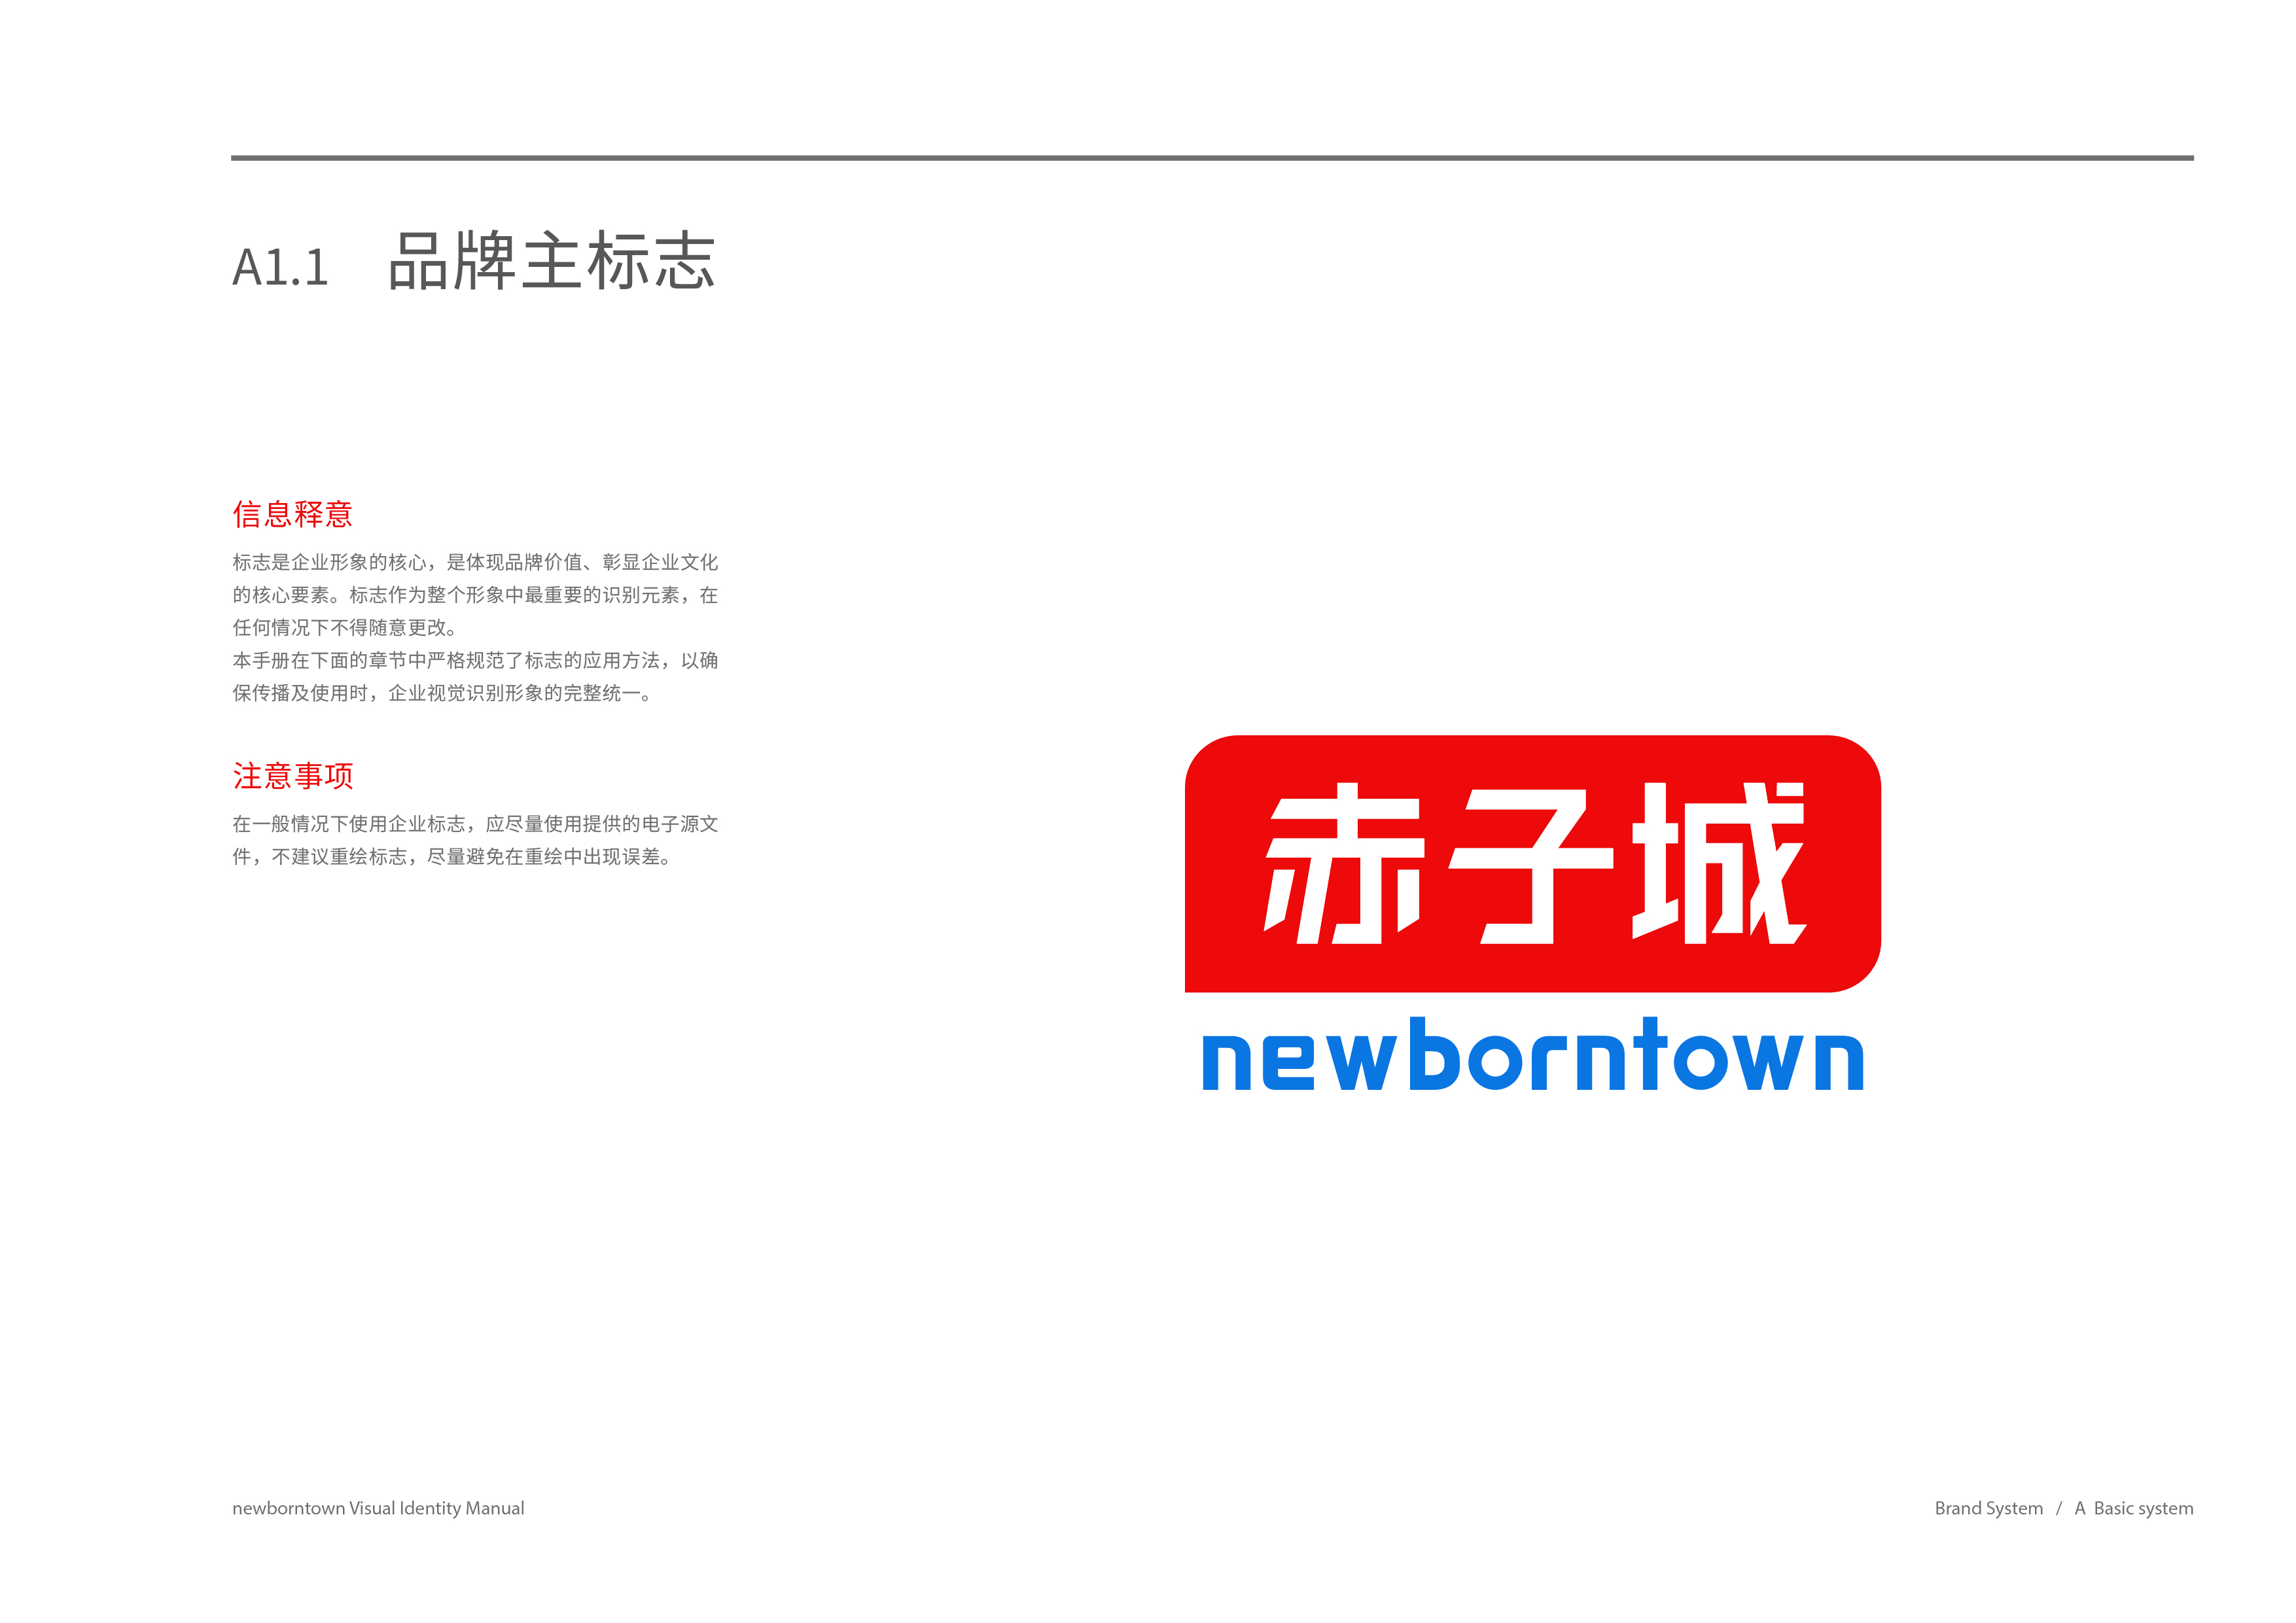 A1.1 品牌主标志
信息释意
标志是企业形象的核心，是体现品牌价值、彰显企业文化
的核心要素。标志作为整个形象中最重要的识别元素，在
任何情况下不得随意更改。
本手册在下面的章节中严格规范了标志的应用方法，以确
保传播及使用时，企业视觉识别形象的完整统一。
注意事项
在一般情况下使用企业标志，应尽量使用提供的电子源文
件，不建议重绘标志，尽量避免在重绘中出现误差。
赤子城
newborntown
newborntown Visual Identity Manual
Brand System / A Basic system